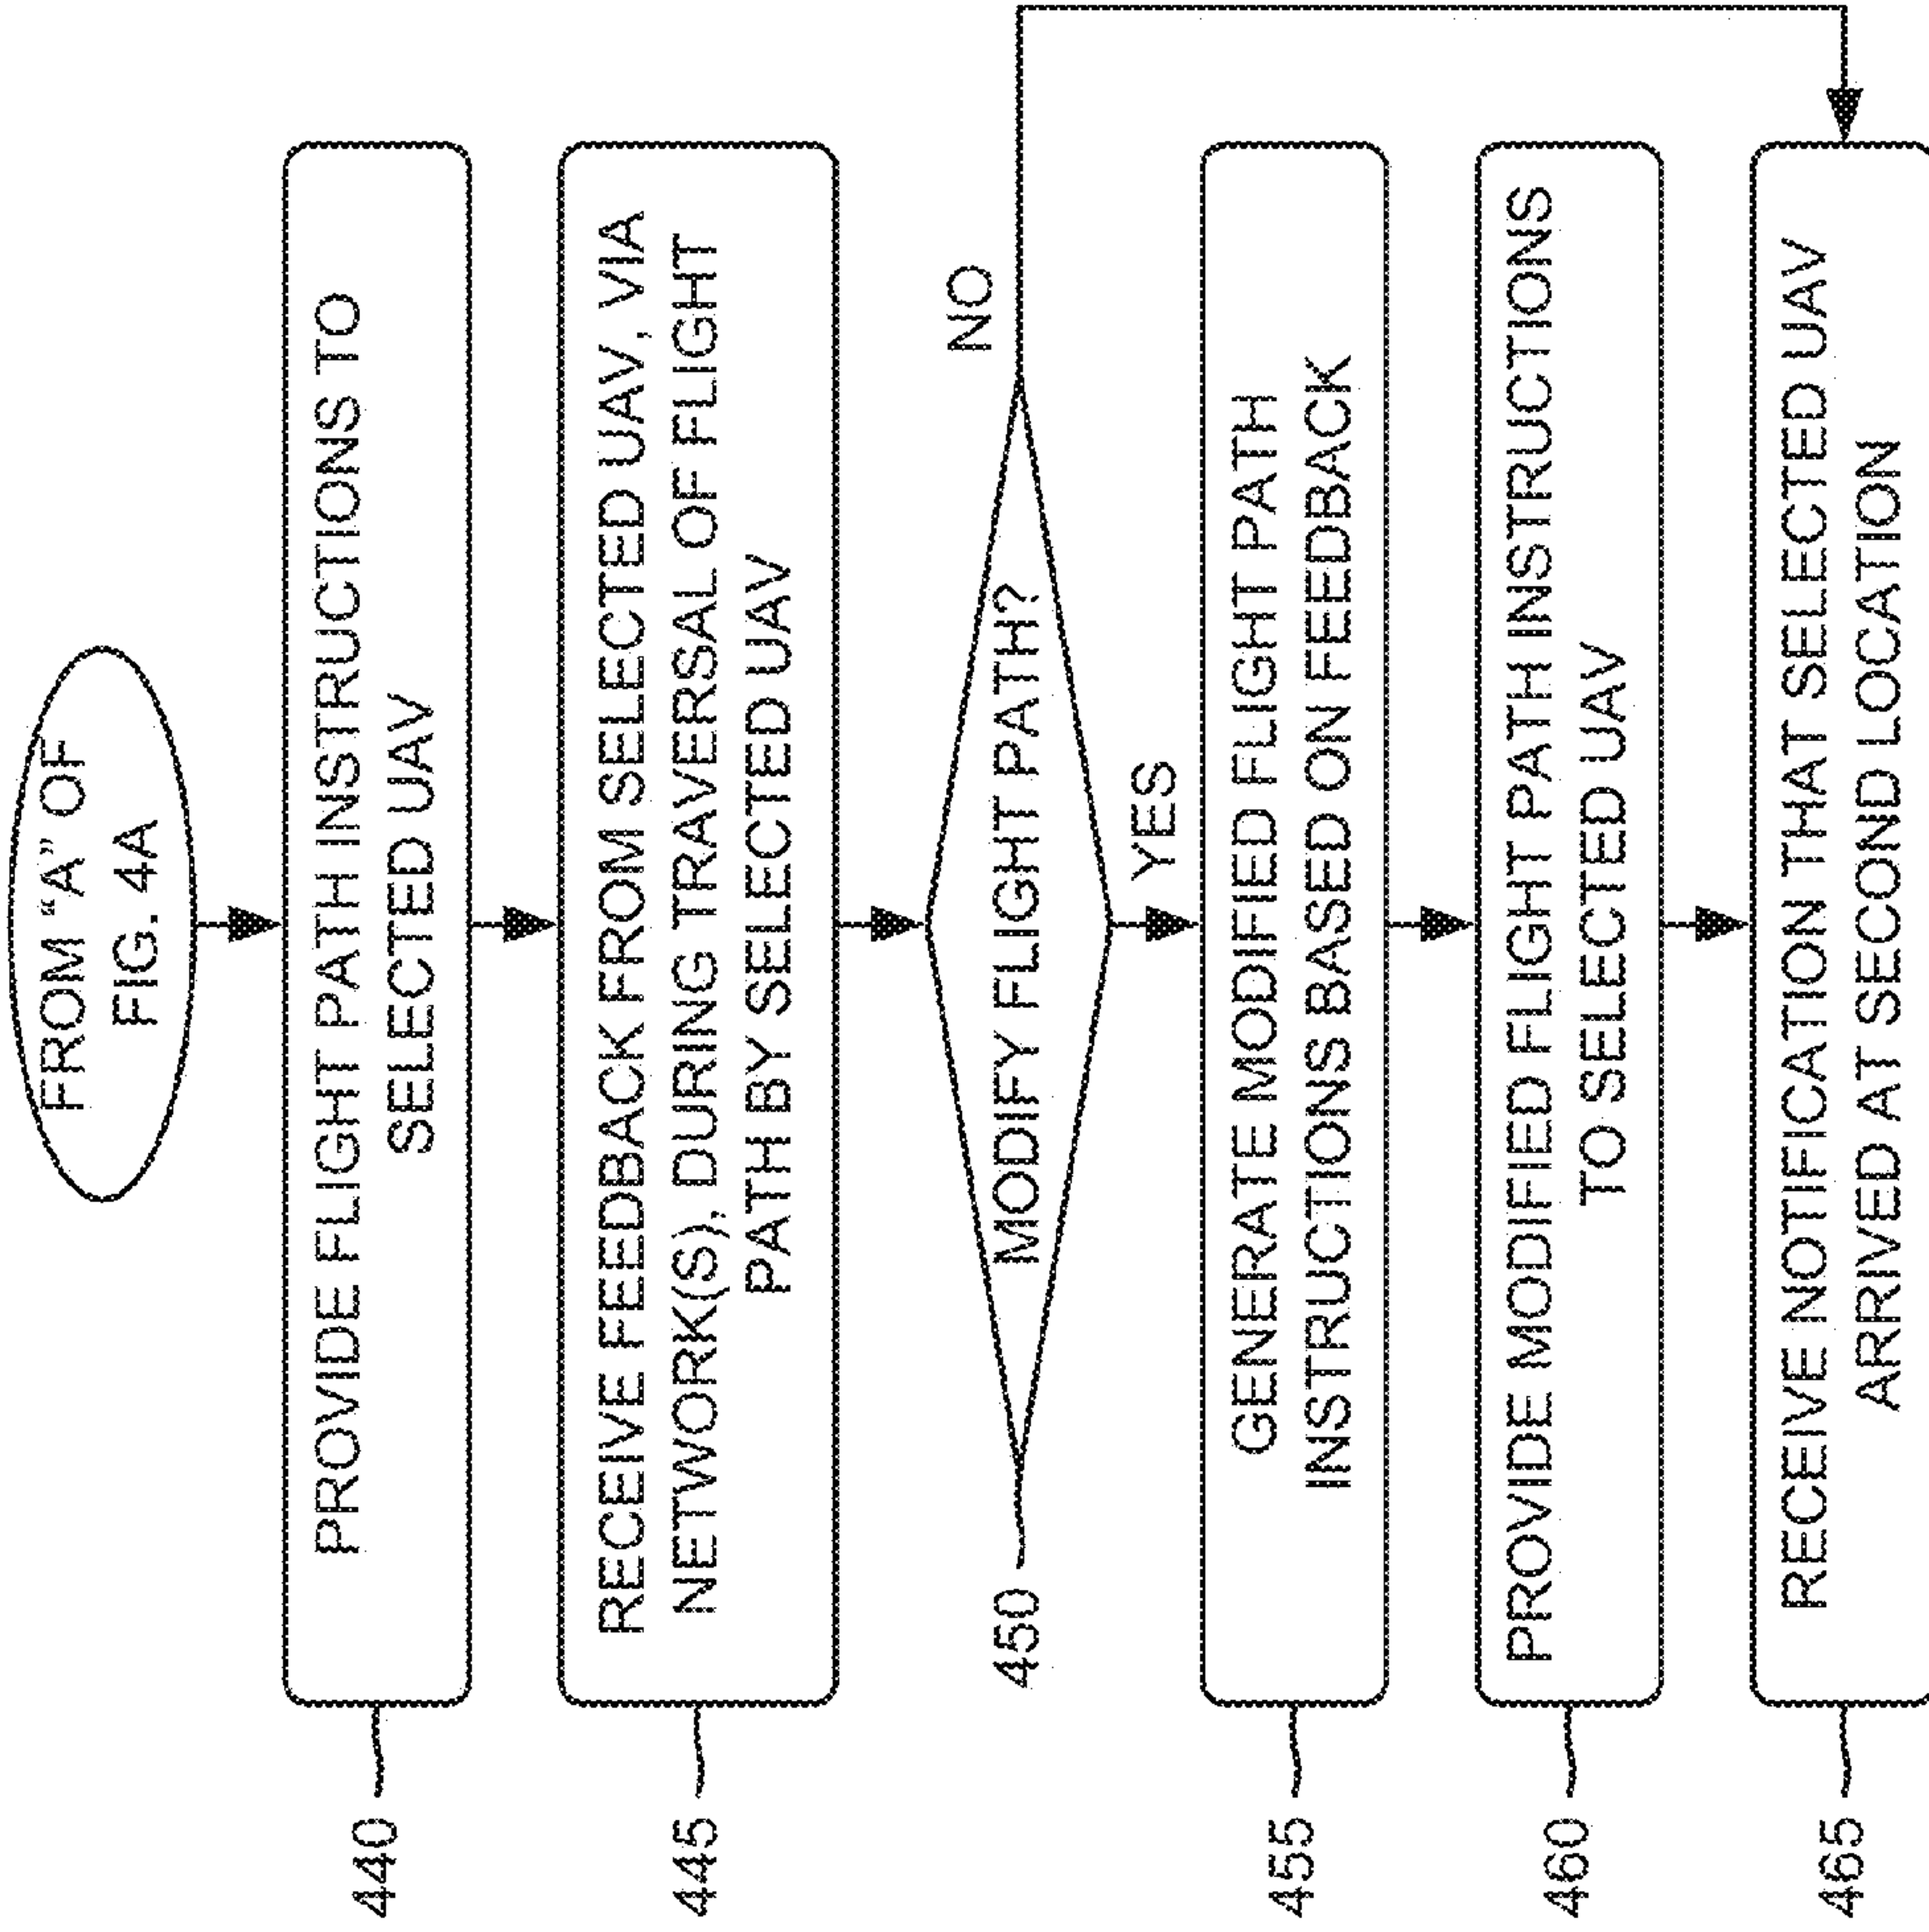 FROM “A” OF
FIG. 4A
440
PROVIDE FLIGHT PATH INSTRUCTIONS TO
SELECTED UAV
445
RECEIVE FEEDBACK FROM SELECTED UAV, VIA
NETWORK(S), DURING TRAVERSAL OF FLIGHT
PATH BY SELECTED UAV
450
MODIFY FLIGHT PATH?
NO
YES
455
GENERATE MODIFIED FLIGHT PATH
INSTRUCTIONS BASED ON FEEDBACK
460
PROVIDE MODIFIED FLIGHT PATH INSTRUCTIONS
TO SELECTED UAV
465
RECEIVE NOTIFICATION THAT SELECTED UAV
ARRIVED AT SECOND LOCATION